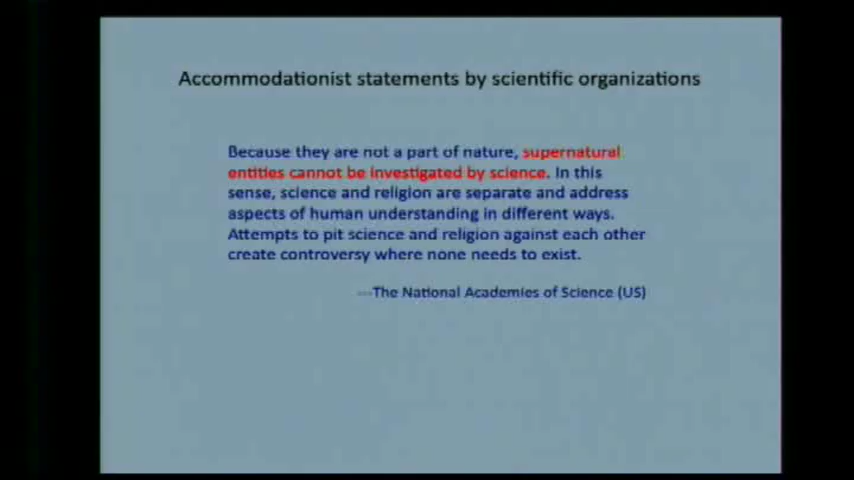 Accommodationist statements by scientific organizations
Because they are not a part of nature, supernatural
entities cannot be investigated by science. In this
sense, science and religion are separate and address
aspects of human understanding in different ways.
Attempts to pit science and religion against each other
create controversy where none needs to exist.
---The National Academies of Science (US)